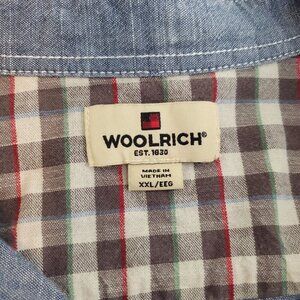 WOOLRICH®
EST. 1830
MADE IN
VIETNAM
XXL/EEG